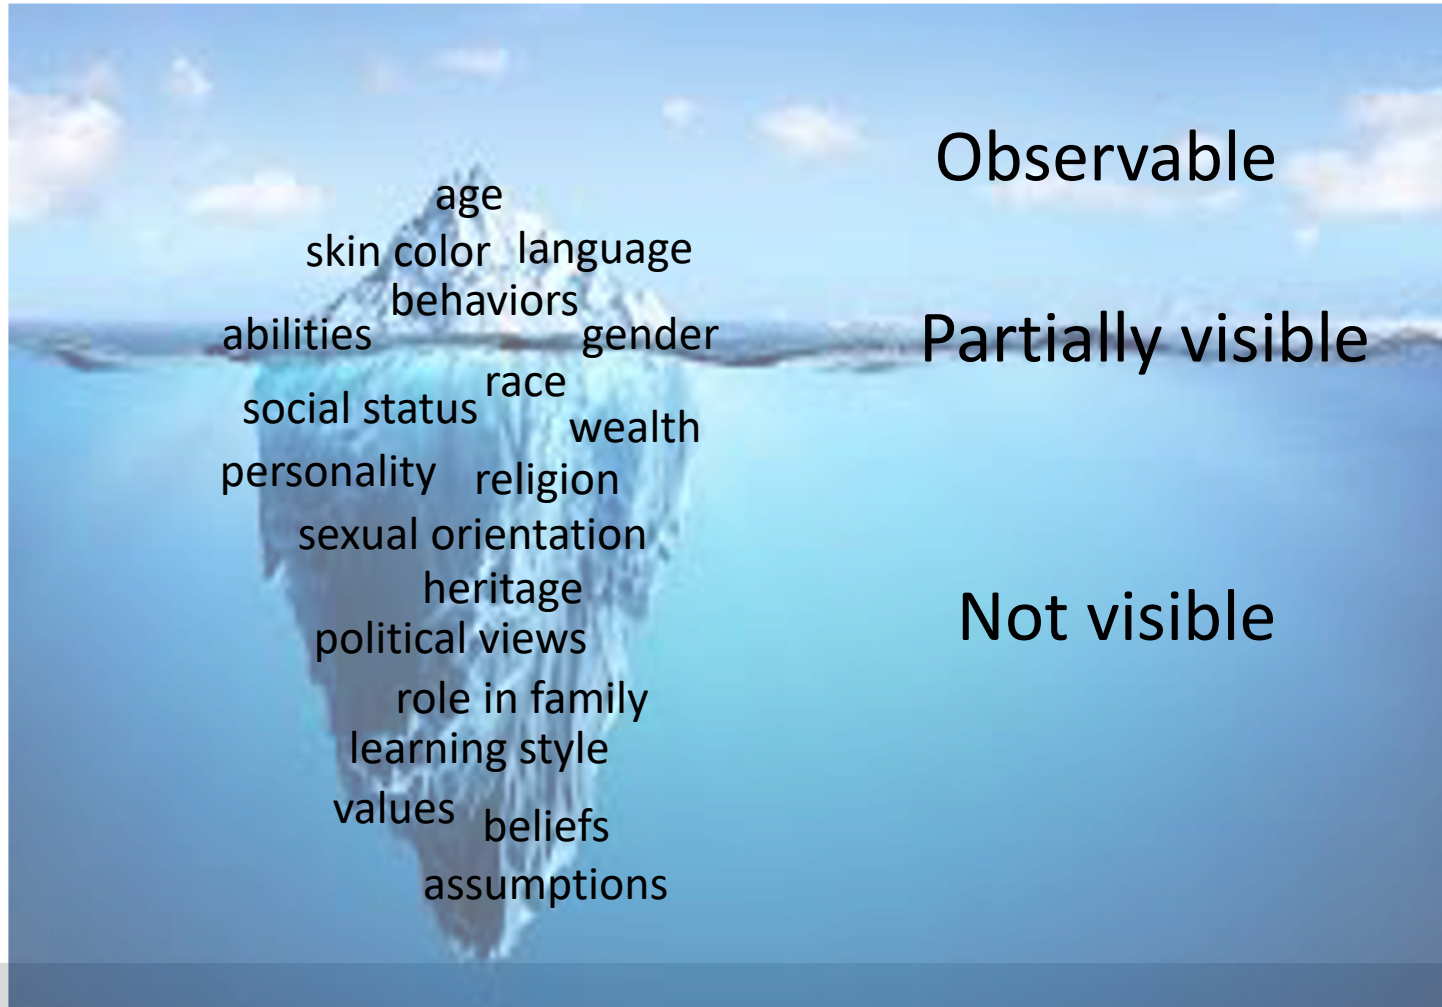 Observable
age
skin color language
behaviors
Partially visible
abilities gender
race
social status
wealth
personality religion
sexual orientation
heritage
Not visible
political views
role in family
learning style
values beliefs
assumptions